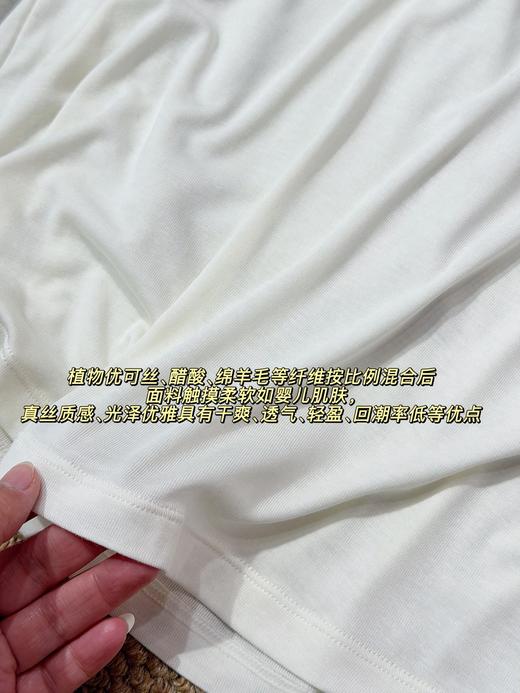 植物优可丝、醋酸、绵羊毛等纤维按比例混合后
面料触摸柔软如婴儿肌肤，
真丝质感、光泽优雅具有干爽、透气、轻盈、回潮率低等优点